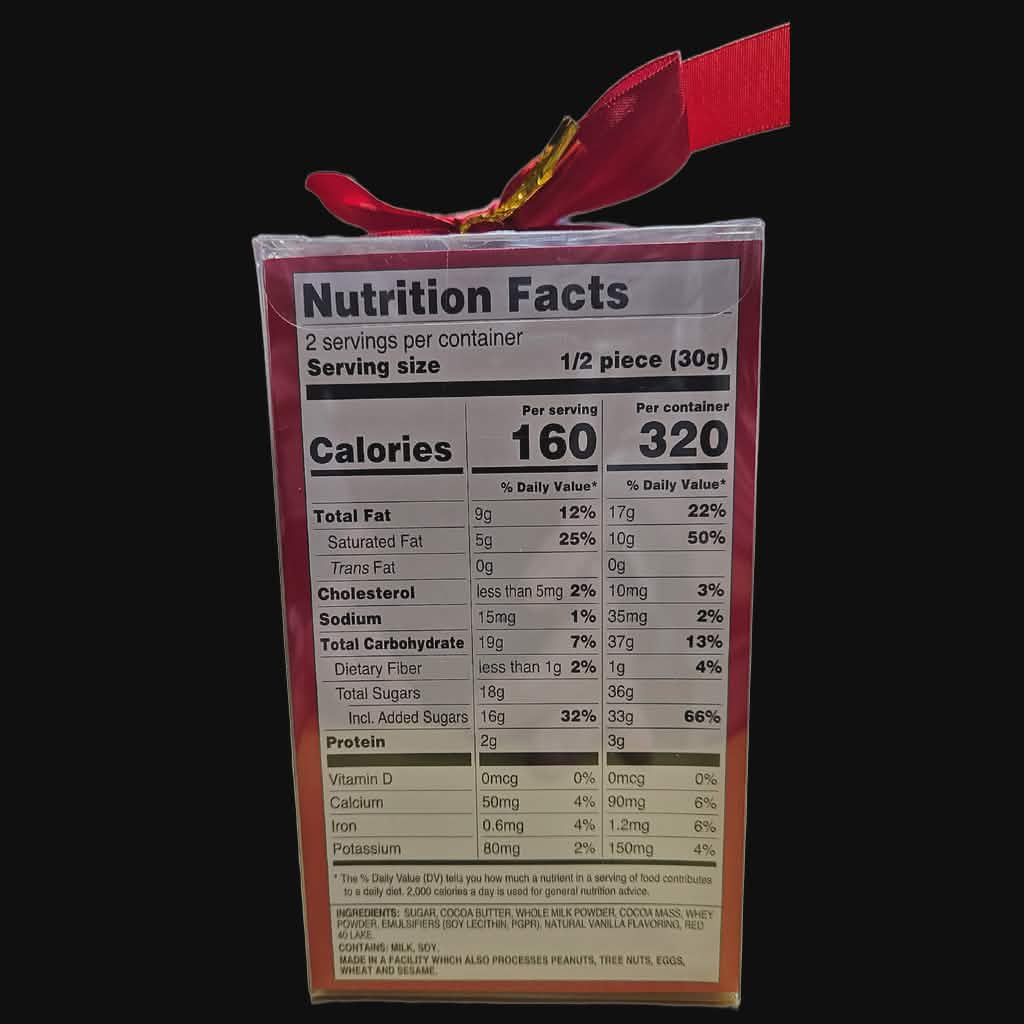 Nutrition Facts
2 servings per container
Serving size 1/2 piece (30g)
Per serving Per container
Calories 160 320
% Daily Value* % Daily Value*
Total Fat 9g 12% 17g 22%
Saturated Fat 5g 25% 10g 50%
Trans Fat 0g 0g
Cholesterol less than 5mg 2% 10mg 3%
Sodium 15mg 1% 35mg 2%
Total Carbohydrate 19g 7% 37g 13%
Dietary Fiber less than 1g 2% 1g 4%
Total Sugars 18g 36g
Incl. Added Sugars 16g 32% 33g 66%
Protein 2g 3g
Vitamin D 0mcg 0% 0mcg 0%
Calcium 50mg 4% 90mg 6%
Iron 0.6mg 4% 1.2mg 6%
Potassium 80mg 2% 150mg 4%
* The % Daily Value (DV) tells you how much a nutrient in a serving of food contributes
to a daily diet. 2,000 calories a day is used for general nutrition advice.
INGREDIENTS: SUGAR, COCOA BUTTER, WHOLE MILK POWDER, COCOA MASS, WHEY
POWDER, EMULSIFIERS (SOY LECITHIN, PGPR), NATURAL VANILLA FLAVORING, RED
40 LAKE.
CONTAINS: MILK, SOY.
MADE IN A FACILITY WHICH ALSO PROCESSES PEANUTS, TREE NUTS, EGGS,
WHEAT AND SESAME.